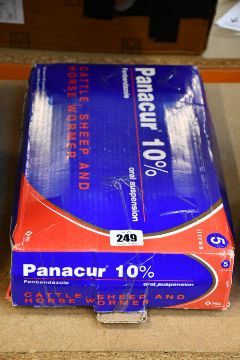 Panacur® 10%
Fenbendazole
oral suspension
CATTLE, SHEEP AND
HORSE WORMER
5
litres
249
5
Panacur® 10%
Fenbendazole
oral suspension
CATTLE, SHEEP AND
HORSE WORMER